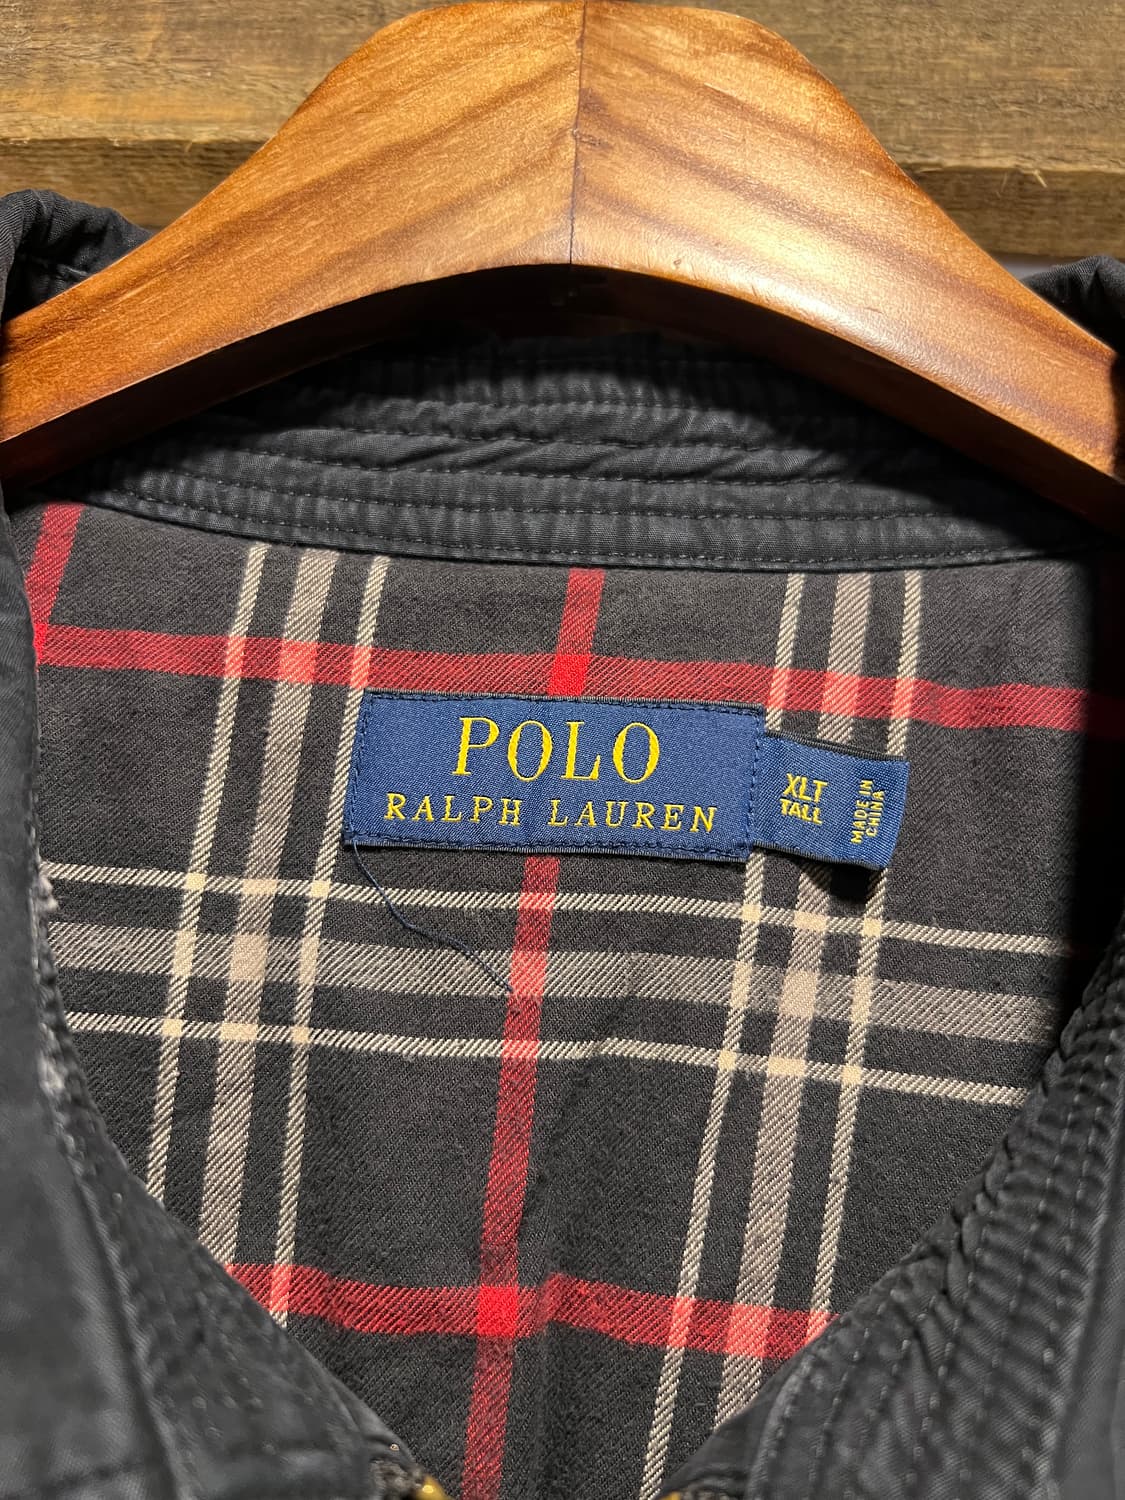 POLO
RALPH LAUREN
XLT
TALL
MADE IN
CHINA